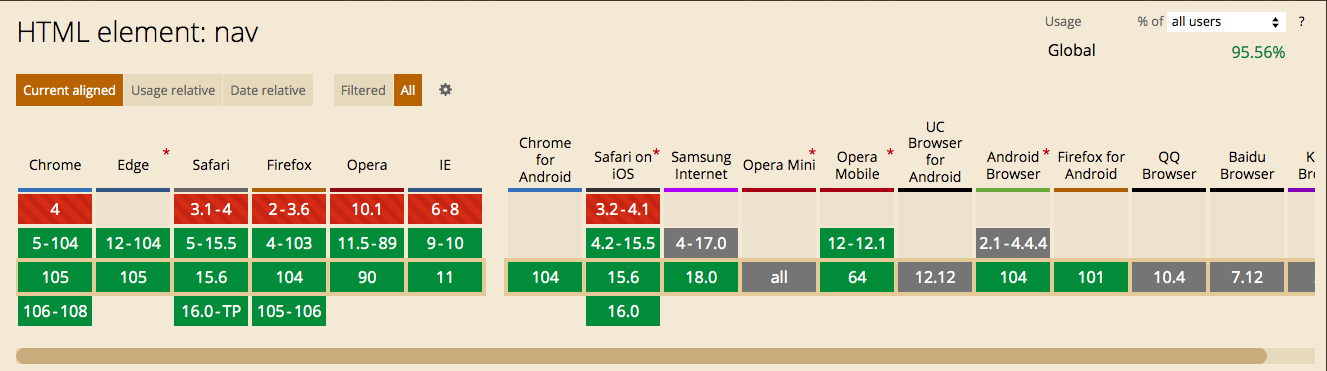 HTML element: nav
Usage % of all users ?
Global 95.56%
Current aligned Usage relative Date relative Filtered All
Chrome Edge * Safari Firefox Opera IE
Chrome for Android Safari on iOS * Samsung Internet Opera Mini * Opera Mobile * UC Browser for Android Android Browser * Firefox for Android QQ Browser Baidu Browser K Bro
4 3.1-4 2-3.6 10.1 6-8 3.2-4.1
5-104 12-104 5-15.5 4-103 11.5-89 9-10 4.2-15.5 4-17.0 12-12.1 2.1-4.4.4
105 105 15.6 104 90 11 104 15.6 18.0 all 64 12.12 104 101 10.4 7.12
106-108 16.0-TP 105-106 16.0